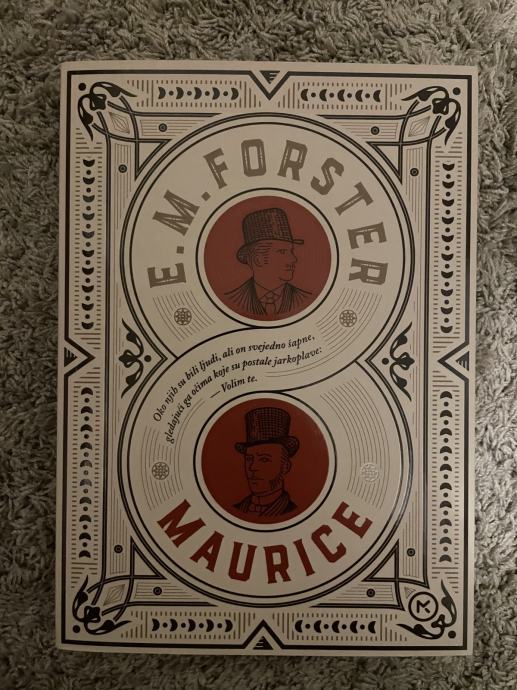 E. M. FORSTER
Oko njih su bili ljudi, ali on svejedno šapne,
gledajući ga očima koje su postale jarkoplave:
— Volim te.
MAURICE